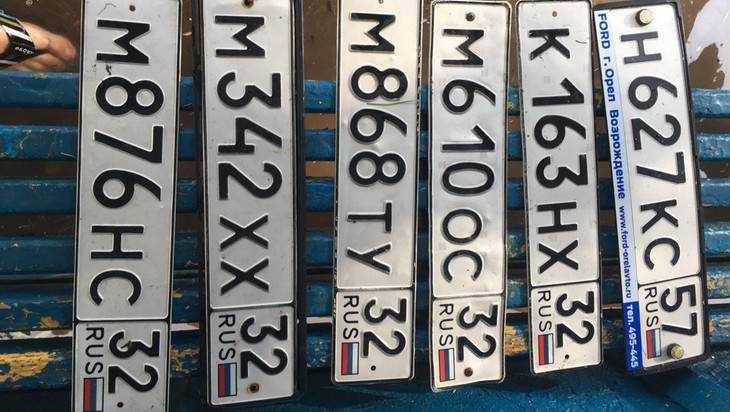 М876НС 32 RUS
М342ХХ 32 RUS
М868ТУ 32 RUS
М610ОС 32 RUS
К163НХ 32 RUS
FORD г. Орел Возрождение www.ford-orelavto.ru тел. 495-445
Н627КС 57 RUS